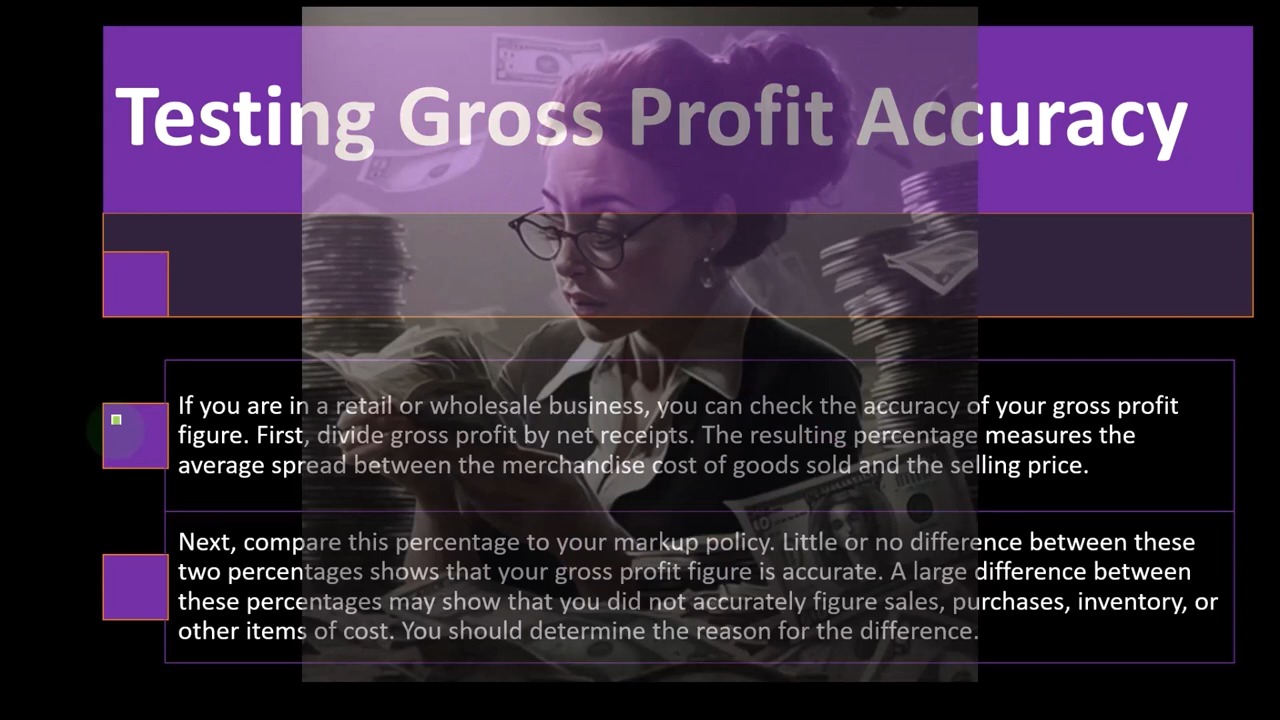 Testing Gross Profit Accuracy
If you are in a retail or wholesale business, you can check the accuracy of your gross profit
figure. First, divide gross profit by net receipts. The resulting percentage measures the
average spread between the merchandise cost of goods sold and the selling price.
Next, compare this percentage to your markup policy. Little or no difference between these
two percentages shows that your gross profit figure is accurate. A large difference between
these percentages may show that you did not accurately figure sales, purchases, inventory, or
other items of cost. You should determine the reason for the difference.